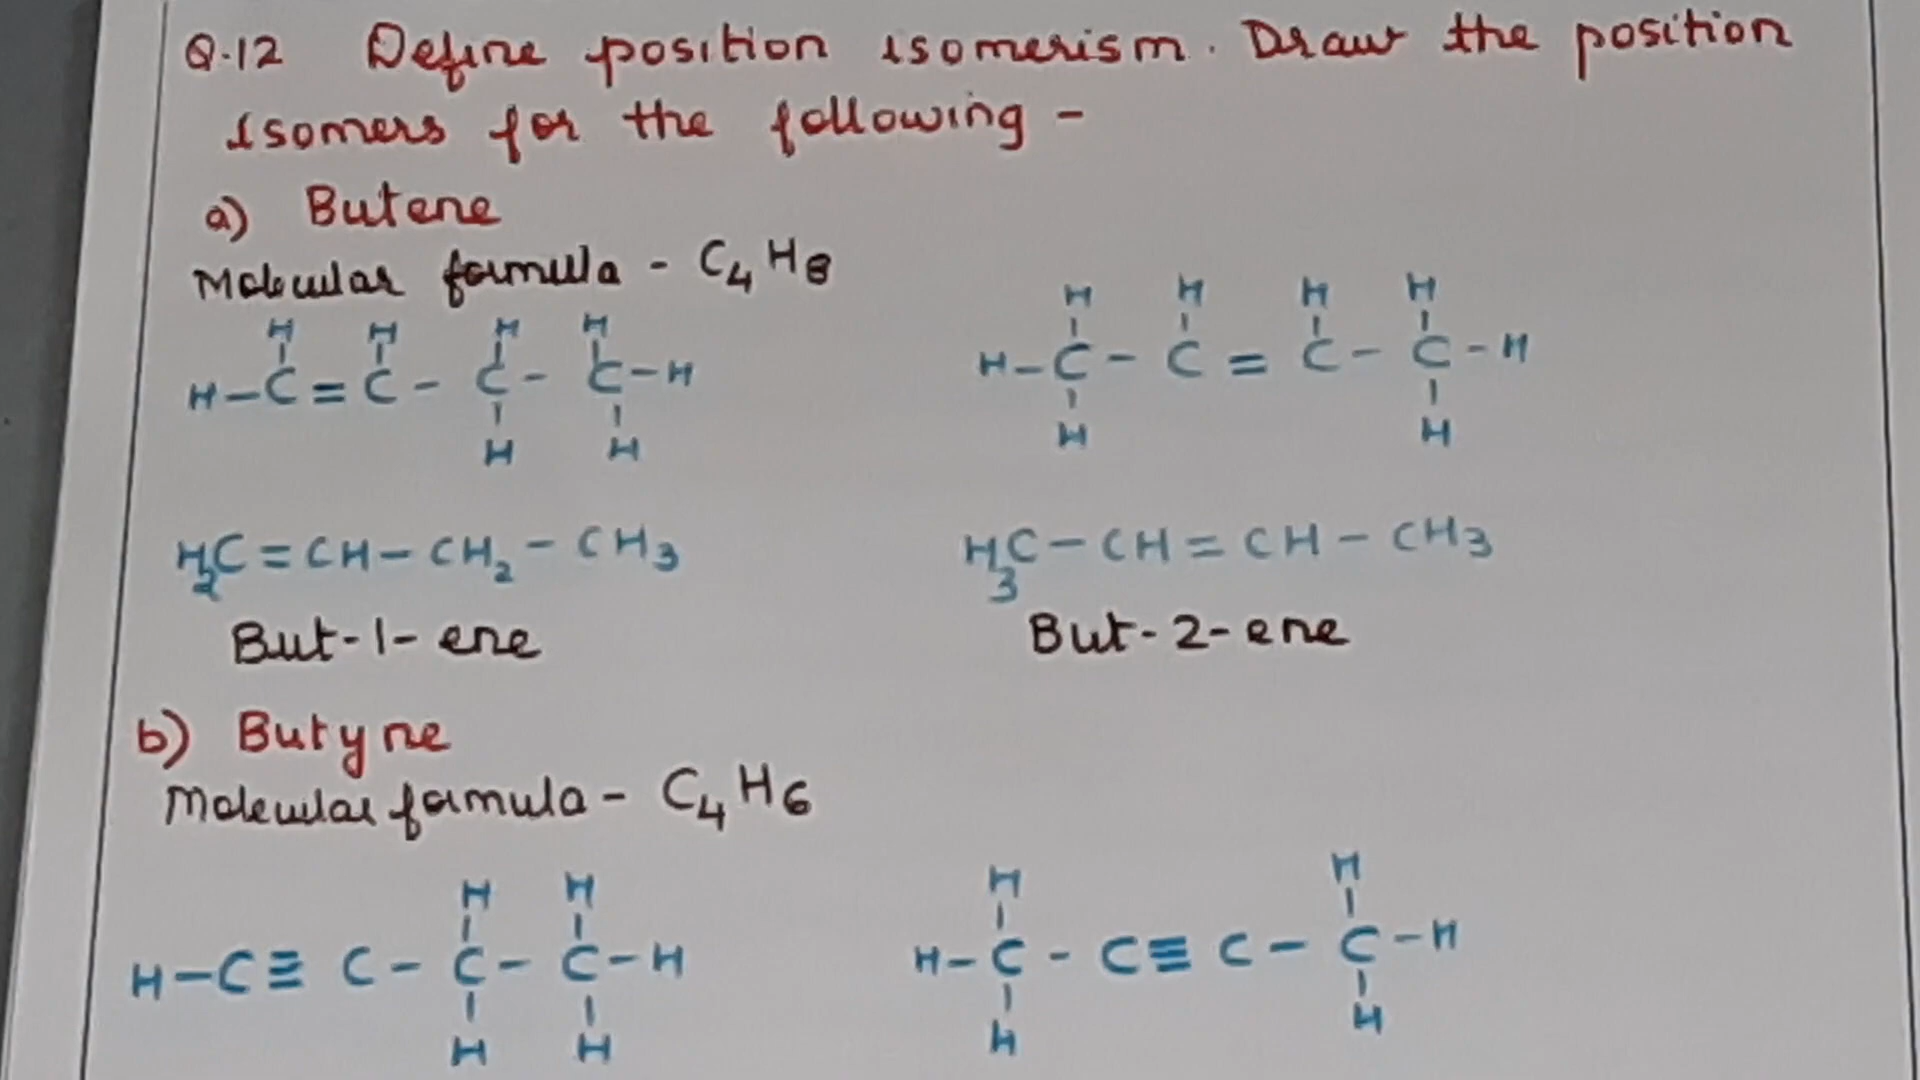 Q.12 Define position isomerism. Draw the position
isomers for the following -
a) Butene
Molecular formula - C₄H₈
H H H H
H-C=C-C-C-H
H H
H H H H
H-C-C=C-C-H
H H
H₂C=CH-CH₂-CH₃
H₃C-CH=CH-CH₃
But-1-ene
But-2-ene
b) Butyne
Molecular formula - C₄H₆
H H
H-C≡C-C-C-H
H H
H H
H-C-C≡C-C-H
H H